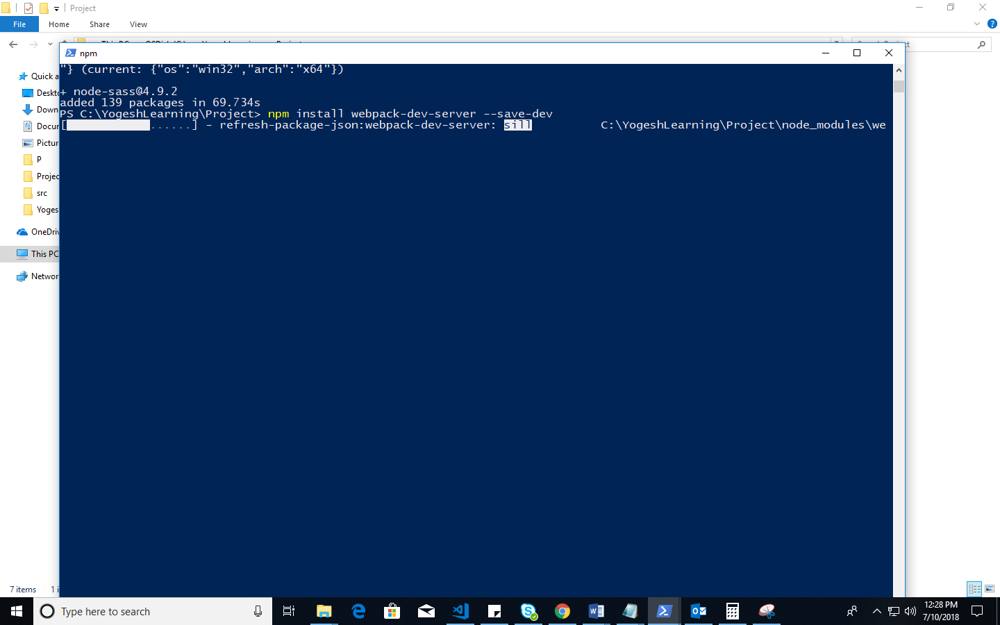 Project
File Home Share View
npm
"} (current: {"os":"win32","arch":"x64"})
+ node-sass@4.9.2
added 139 packages in 69.734s
PS C:\YogeshLearning\Project> npm install webpack-dev-server --save-dev
[ ......] - refresh-package-json:webpack-dev-server: sill C:\YogeshLearning\Project\node_modules\we
Quick a
Deskto
Down
Docur
Pictur
P
Projec
src
Yoges
OneDriv
This PC
Networ
7 items 1 i
Type here to search
12:28 PM
7/10/2018